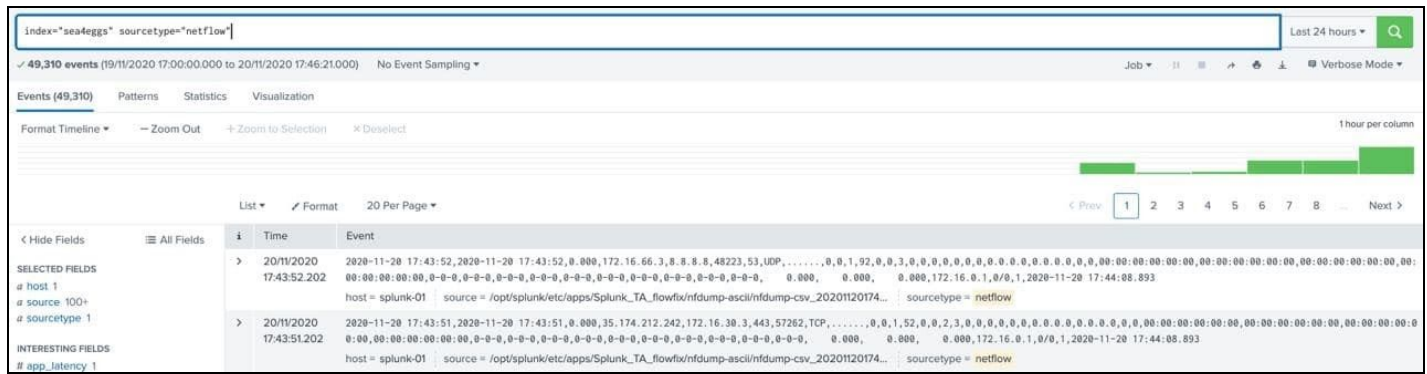 index="sea4eggs" sourcetype="netflow"
Last 24 hours
49,310 events (19/11/2020 17:00:00.000 to 20/11/2020 17:46:21.000) No Event Sampling
Job Verbose Mode
Events (49,310) Patterns Statistics Visualization
Format Timeline — Zoom Out + Zoom to Selection × Deselect
1 hour per column
List Format 20 Per Page
< Prev 1 2 3 4 5 6 7 8 ... Next >
< Hide Fields All Fields i Time Event
SELECTED FIELDS
a host 1
a source 100+
a sourcetype 1
INTERESTING FIELDS
# app_latency 1
> 20/11/2020 17:43:52.202
2020-11-20 17:43:52,2020-11-20 17:43:52,0.000,172.16.66.3,8.8.8.8,48223,53,UDP,......,0,0,1,92,0,0,3,0,0,0,0,0,0,0,0.0.0.0,0.0.0.0,0,0,00:00:00:00:00:00,00:00:00:00:00:00,00:00:00:00:00:00,00:
00:00:00:00:00,0-0-0,0-0-0,0-0-0,0-0-0,0-0-0,0-0-0,0-0-0,0-0-0,0-0-0,0-0-0, 0.000, 0.000, 0.000,172.16.0.1,0/0,1,2020-11-20 17:44:08.893
host = splunk-01 source = /opt/splunk/etc/apps/Splunk_TA_flowfix/nfdump-ascii/nfdump-csv_20201120174... sourcetype = netflow
> 20/11/2020 17:43:51.202
2020-11-20 17:43:51,2020-11-20 17:43:51,0.000,35.174.212.242,172.16.30.3,443,57262,TCP,......,0,0,1,52,0,0,2,3,0,0,0,0,0,0,0.0.0.0,0.0.0.0,0,0,00:00:00:00:00:00,00:00:00:00:00:00,00:00:00:00:00:0
0:00,00:00:00:00:00:00,0-0-0,0-0-0,0-0-0,0-0-0,0-0-0,0-0-0,0-0-0,0-0-0,0-0-0,0-0-0, 0.000, 0.000, 0.000,172.16.0.1,0/0,1,2020-11-20 17:44:08.893
host = splunk-01 source = /opt/splunk/etc/apps/Splunk_TA_flowfix/nfdump-ascii/nfdump-csv_20201120174... sourcetype = netflow